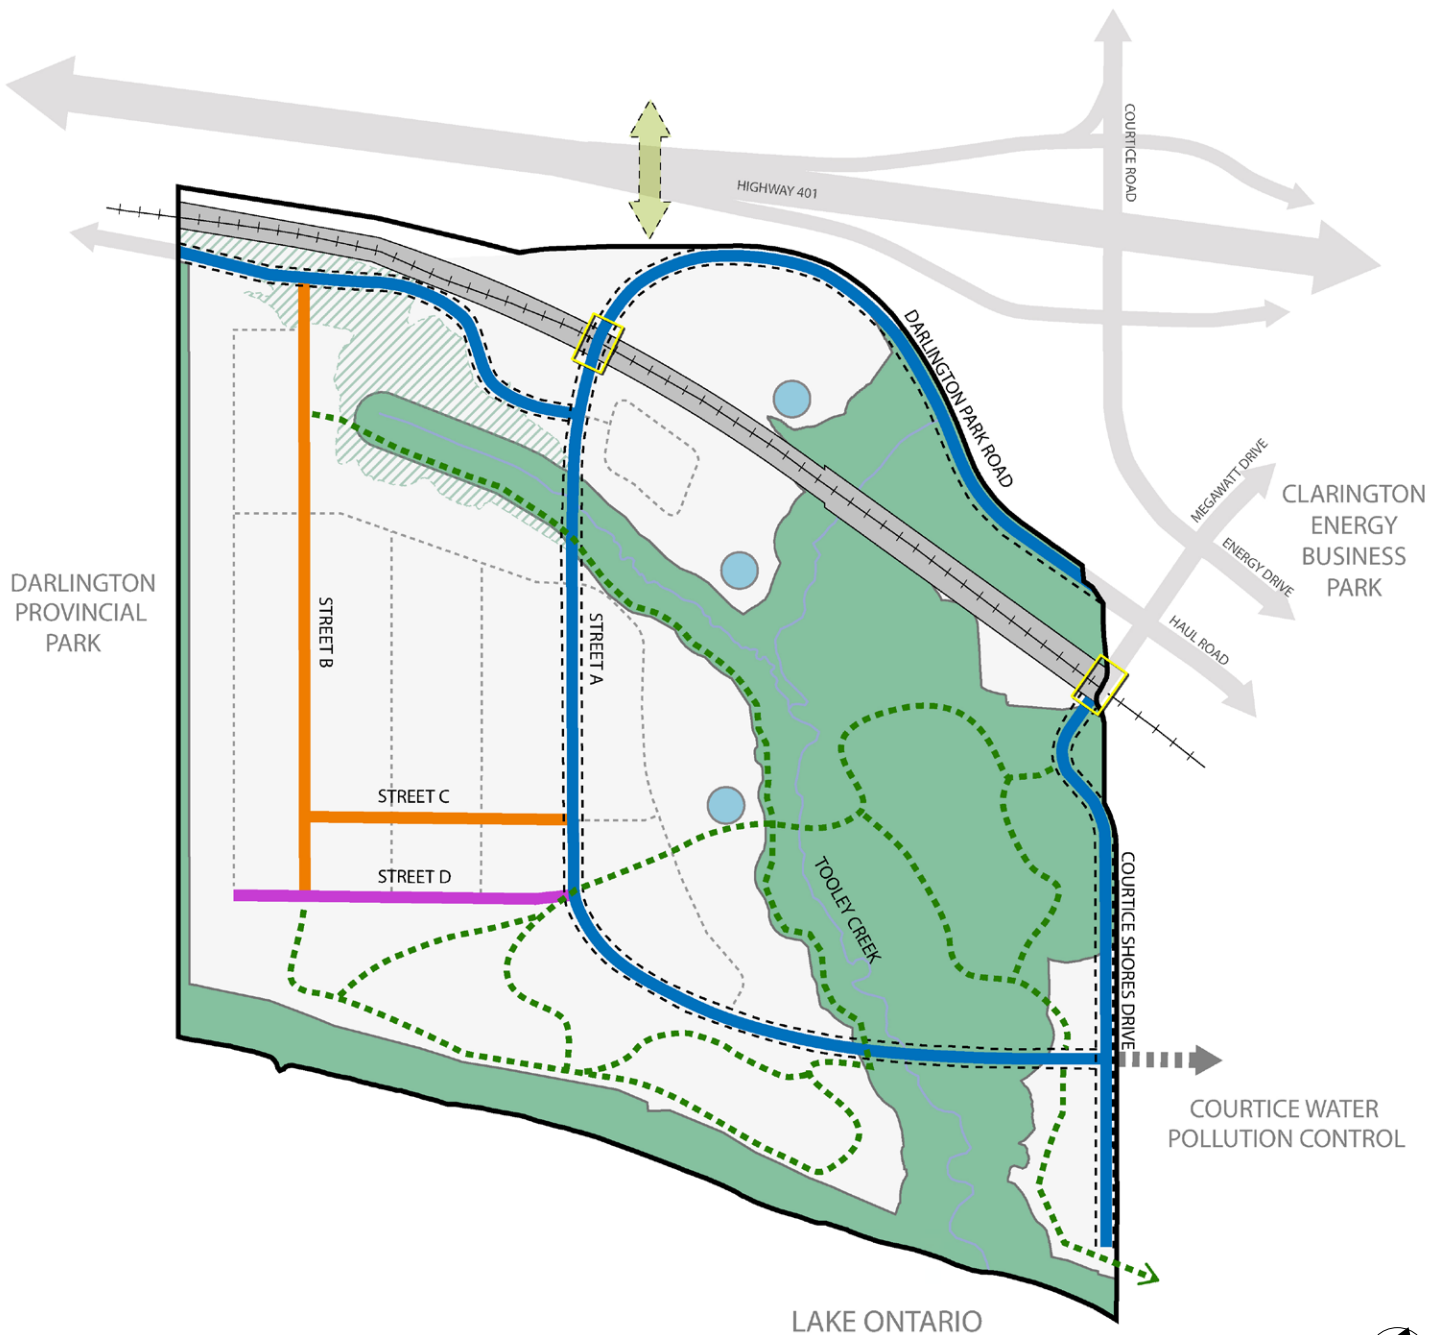 COURTICE ROAD
HIGHWAY 401
DARLINGTON PARK ROAD
MEGAWATT DRIVE
CLARINGTON
ENERGY
BUSINESS
PARK
ENERGY DRIVE
HAUL ROAD
DARLINGTON
PROVINCIAL
PARK
STREET B
STREET A
STREET C
STREET D
TOOLEY CREEK
COURTICE SHORES DRIVE
COURTICE WATER
POLLUTION CONTROL
LAKE ONTARIO